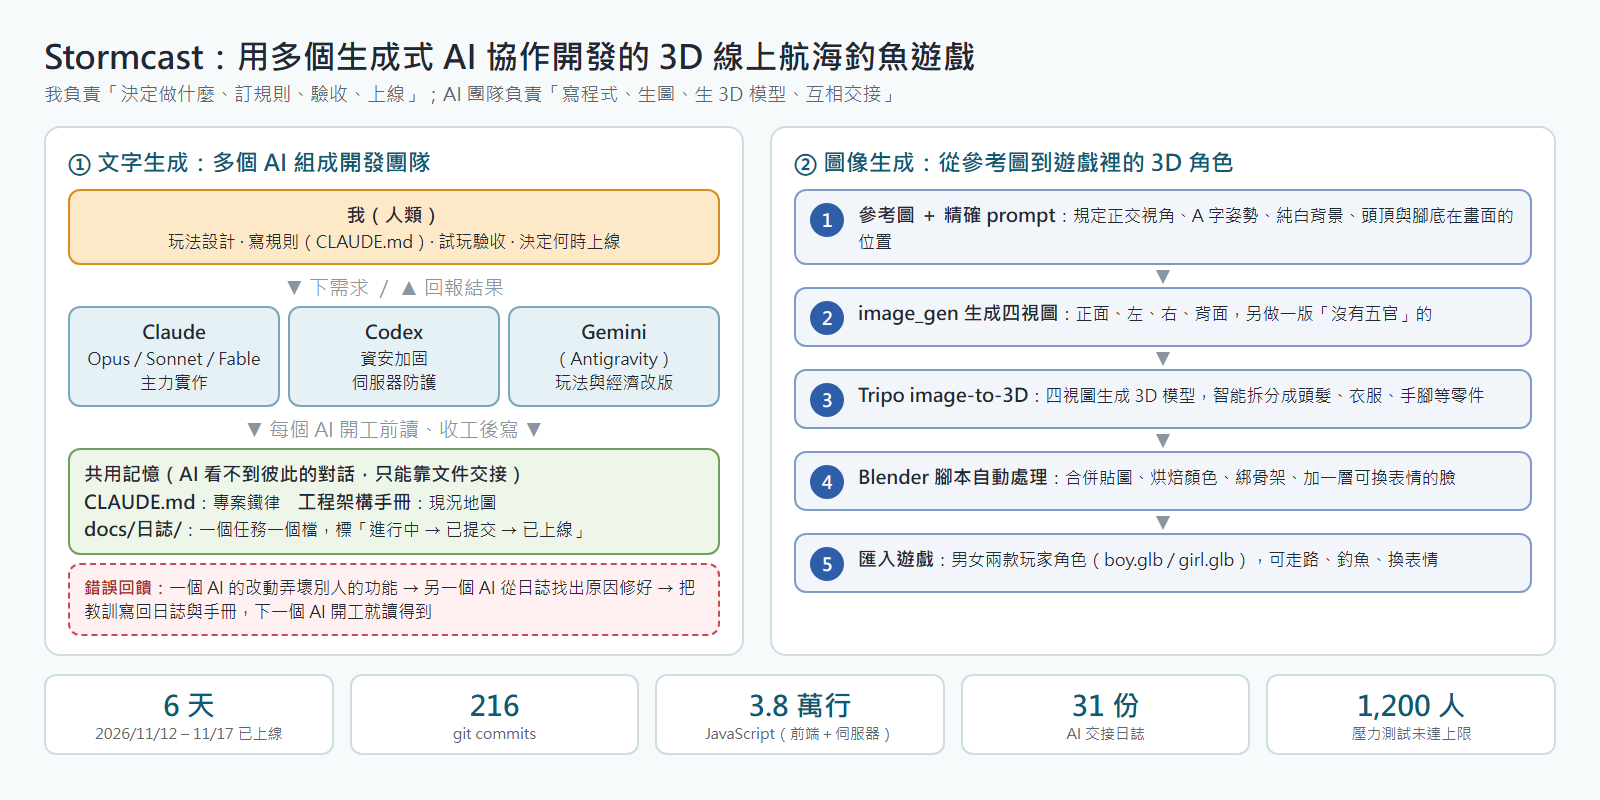 Stormcast：用多個生成式 AI 協作開發的 3D 線上航海釣魚遊戲
我負責「決定做什麼、訂規則、驗收、上線」；AI 團隊負責「寫程式、生圖、生 3D 模型、互相交接」
① 文字生成：多個 AI 組成開發團隊
我（人類）
玩法設計 · 寫規則（CLAUDE.md）· 試玩驗收 · 決定何時上線
▼ 下需求 / ▲ 回報結果
Claude
Opus / Sonnet / Fable
主力實作
Codex
資安加固
伺服器防護
Gemini
（Antigravity）
玩法與經濟改版
▼ 每個 AI 開工前讀、收工後寫 ▼
共用記憶（AI 看不到彼此的對話，只能靠文件交接）
CLAUDE.md：專案鐵律　工程架構手冊：現況地圖
docs/日誌/：一個任務一個檔，標「進行中 → 已提交 → 已上線」
錯誤回饋：一個 AI 的改動弄壞別人的功能 → 另一個 AI 從日誌找出原因修好 → 把
教訓寫回日誌與手冊，下一個 AI 開工就讀得到
② 圖像生成：從參考圖到遊戲裡的 3D 角色
1 參考圖 + 精確 prompt：規定正交視角、A 字姿勢、純白背景、頭頂與腳底在畫面的
位置
▼
2 image_gen 生成四視圖：正面、左、右、背面，另做一版「沒有五官」的
▼
3 Tripo image-to-3D：四視圖生成 3D 模型，智能拆分成頭髮、衣服、手腳等零件
▼
4 Blender 腳本自動處理：合併貼圖、烘焙顏色、綁骨架、加一層可換表情的臉
▼
5 匯入遊戲：男女兩款玩家角色（boy.glb / girl.glb），可走路、釣魚、換表情
6 天
2026/11/12 – 11/17 已上線
216
git commits
3.8 萬行
JavaScript（前端 + 伺服器）
31 份
AI 交接日誌
1,200 人
壓力測試未達上限